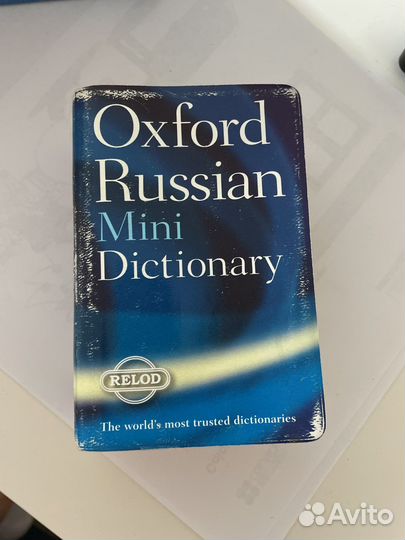 Oxford
Russian
Mini
Dictionary
RELOD
The world's most trusted dictionaries
Avito